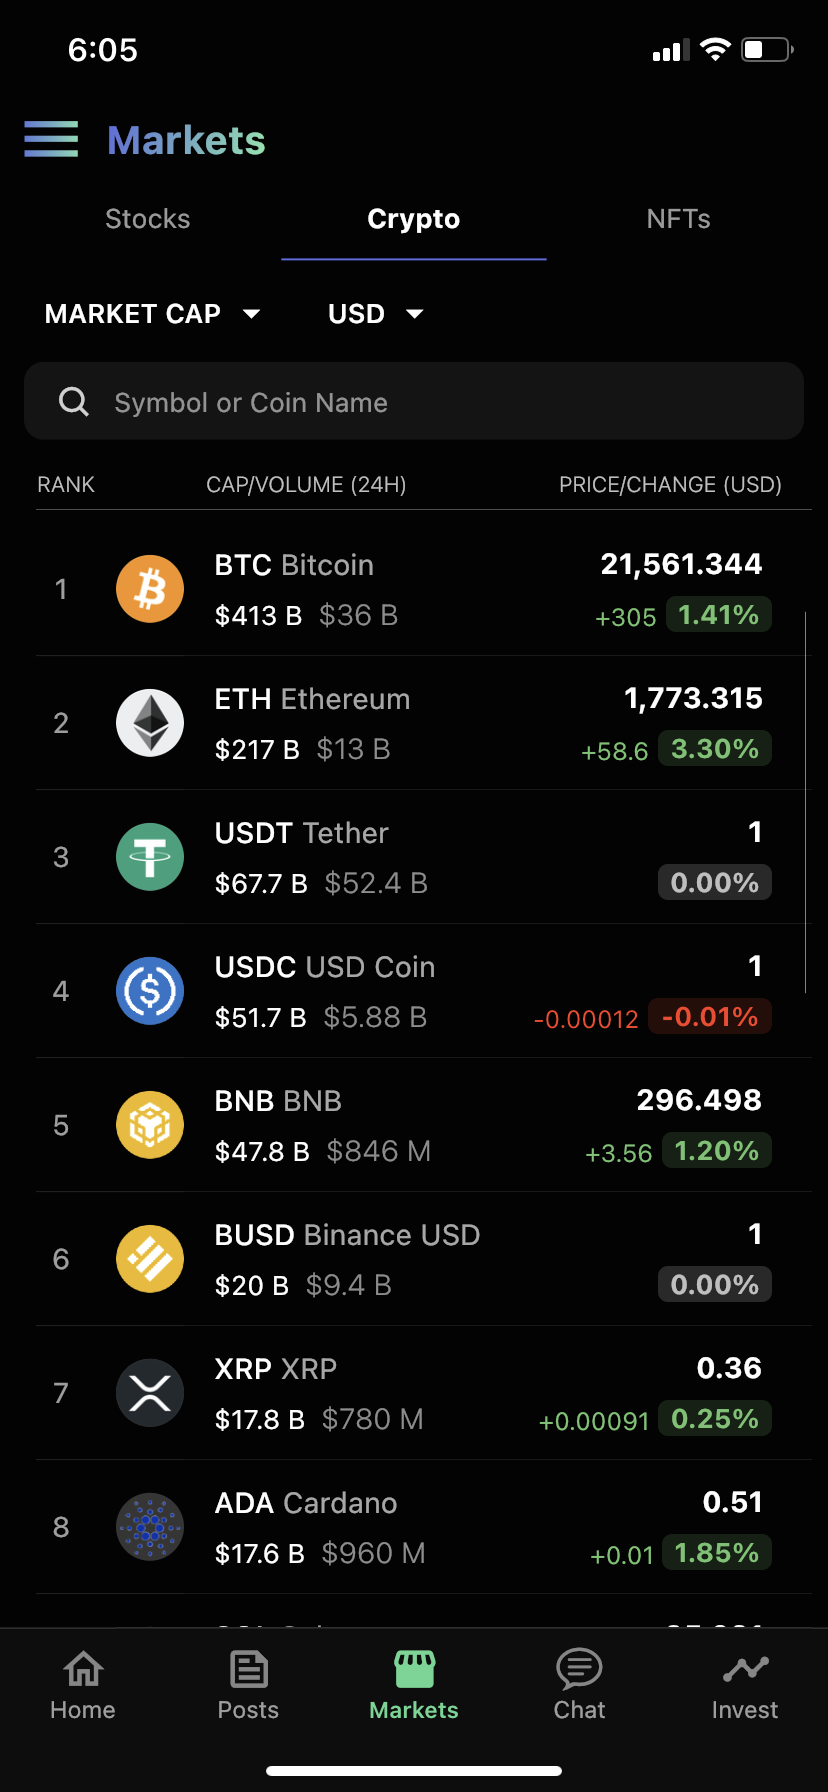 6:05
Markets
Stocks Crypto NFTs
MARKET CAP USD
Symbol or Coin Name
RANK CAP/VOLUME (24H) PRICE/CHANGE (USD)
1 BTC Bitcoin 21,561.344
$413 B $36 B +305 1.41%
2 ETH Ethereum 1,773.315
$217 B $13 B +58.6 3.30%
3 USDT Tether 1
$67.7 B $52.4 B 0.00%
4 USDC USD Coin 1
$51.7 B $5.88 B -0.00012 -0.01%
5 BNB BNB 296.498
$47.8 B $846 M +3.56 1.20%
6 BUSD Binance USD 1
$20 B $9.4 B 0.00%
7 XRP XRP 0.36
$17.8 B $780 M +0.00091 0.25%
8 ADA Cardano 0.51
$17.6 B $960 M +0.01 1.85%
Home Posts Markets Chat Invest